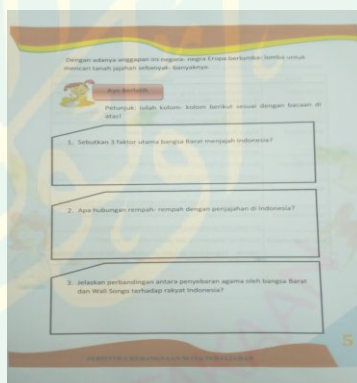 Dengan adanya anggapan ini negara- negra Eropa berlomba- lomba untuk
mencari tanah jajahan sebanyak- banyaknya.
Ayo Berlatih
Petunjuk: Isilah kolom- kolom berikut sesuai dengan bacaan di
atas!
1. Sebutkan 3 faktor utama bangsa Barat menjajah Indonesia?
2. Apa hubungan rempah- rempah dengan penjajahan di Indonesia?
3. Jelaskan perbandingan antara penyebaran agama oleh bangsa Barat
dan Wali Songo terhadap rakyat Indonesia?
5